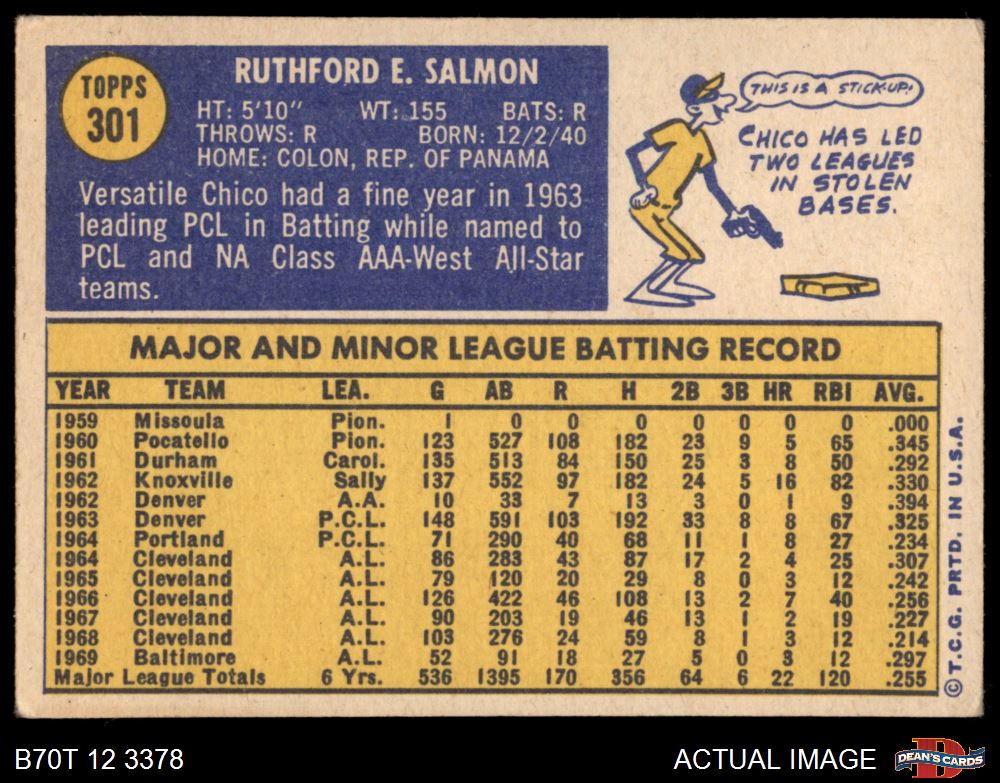 TOPPS
301
RUTHFORD E. SALMON
HT: 5'10" WT: 155 BATS: R
THROWS: R BORN: 12/2/40
HOME: COLON, REP. OF PANAMA
Versatile Chico had a fine year in 1963
leading PCL in Batting while named to
PCL and NA Class AAA-West All-Star
teams.
THIS IS A STICK-UP!
CHICO HAS LED
TWO LEAGUES
IN STOLEN
BASES.
MAJOR AND MINOR LEAGUE BATTING RECORD
YEAR TEAM LEA. G AB R H 2B 3B HR RBI AVG.
1959 Missoula Pion. 1 0 0 0 0 0 0 0 .000
1960 Pocatello Pion. 123 527 108 182 23 9 5 65 .345
1961 Durham Carol. 135 513 84 150 25 3 8 50 .292
1962 Knoxville Sally 137 552 97 182 24 5 16 82 .330
1962 Denver A.A. 10 33 7 13 3 0 1 9 .394
1963 Denver P.C.L. 148 591 103 192 33 8 8 67 .325
1964 Portland P.C.L. 71 290 40 68 11 1 8 27 .234
1964 Cleveland A.L. 86 283 43 87 17 2 4 25 .307
1965 Cleveland A.L. 79 120 20 29 8 0 3 12 .242
1966 Cleveland A.L. 126 422 46 108 13 2 7 40 .256
1967 Cleveland A.L. 90 203 19 46 13 1 2 19 .227
1968 Cleveland A.L. 103 276 24 59 8 1 3 12 .214
1969 Baltimore A.L. 52 91 18 27 5 0 3 12 .297
Major League Totals 6 Yrs. 536 1395 170 356 64 6 22 120 .255
© T.C.G. PRTD. IN U.S.A.
B70T 12 3378
ACTUAL IMAGE
D
DEAN'S CARDS